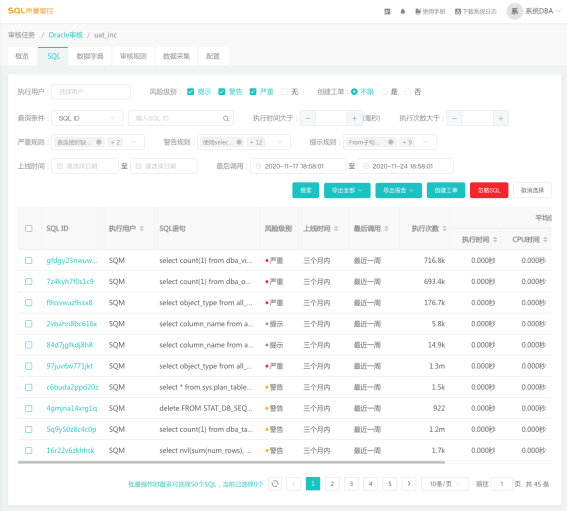 SQL质量管控
使用手册 下载系统日志 系 系统DBA
审核任务 / Oracle审核 / uat_inc
概览 SQL 数据字典 审核规则 数据采集 配置
执行用户: 选择用户 风险级别: 提示 警告 严重 无 创建工单: 不限 是 否
查询条件: SQL ID 输入SQL ID 执行时间大于: − + (毫秒) 执行次数大于: − +
严重规则: + 2 警告规则: 使用selec... + 12 提示规则: From子句... + 9
上线时间: 请选择日期 至 请选择日期 最后调用: 2020-11-17 18:58:01 至 2020-11-24 18:58:01
搜索 导出全部 导出报告 创建工单 忽略SQL 取消选择
SQL ID 执行用户 SQL语句 风险级别 上线时间 最后调用 执行次数 平均
执行时间 CPU时间
gfdgy23nwuw... SQM select count(1) from dba_vi... 严重 三个月内 最近一周 716.8k 0.000秒 0.000秒
7z4kyh7f0s1c9 SQM select count(1) from dba_o... 严重 三个月内 最近一周 693.4k 0.000秒 0.000秒
f9ssvwaz9ssx8 SQM select object_type from all_... 严重 三个月内 最近一周 176.7k 0.000秒 0.000秒
2vbahn8bc616x SQM select column_name from a... 提示 三个月内 最近一周 5.8k 0.000秒 0.000秒
84d7jgfkdj8h8 SQM select column_name from a... 提示 三个月内 最近一周 14.9k 0.000秒 0.000秒
97juv6w771jkt SQM select object_type from all_... 严重 三个月内 最近一周 1.3m 0.000秒 0.000秒
c6buda2ppd20z SQM select * from sys.plan_table... 警告 三个月内 最近一周 1.5k 0.000秒 0.000秒
4gmjna14xrg1q SQM delete FROM STAT_DB_SEQ... 警告 三个月内 最近一周 922 0.000秒 0.000秒
5q9y50z8c4c0p SQM select count(1) from dba_ta... 警告 三个月内 最近一周 1.2m 0.000秒 0.000秒
16r22v6zkhhsk SQM select nvl(sum(num_rows), ... 警告 三个月内 最近一周 1.7k 0.000秒 0.000秒
批量操作时最多可选择50个SQL，当前已选择0个 1 2 3 4 5 10条/页 前往 1 页 共 45 条